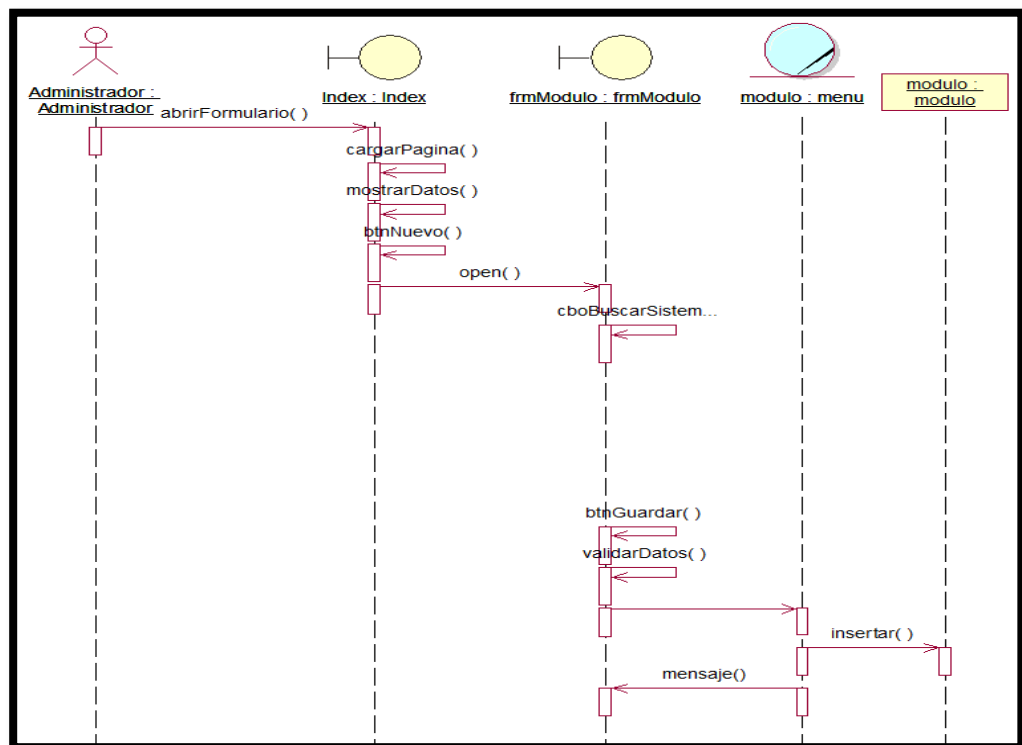 Administrador :
Administrador
Index : Index
frmModulo : frmModulo
modulo : menu
modulo :
modulo
abrirFormulario( )
cargarPagina( )
mostrarDatos( )
btnNuevo( )
open( )
cboBuscarSistem...
btnGuardar( )
validarDatos( )
insertar( )
mensaje()